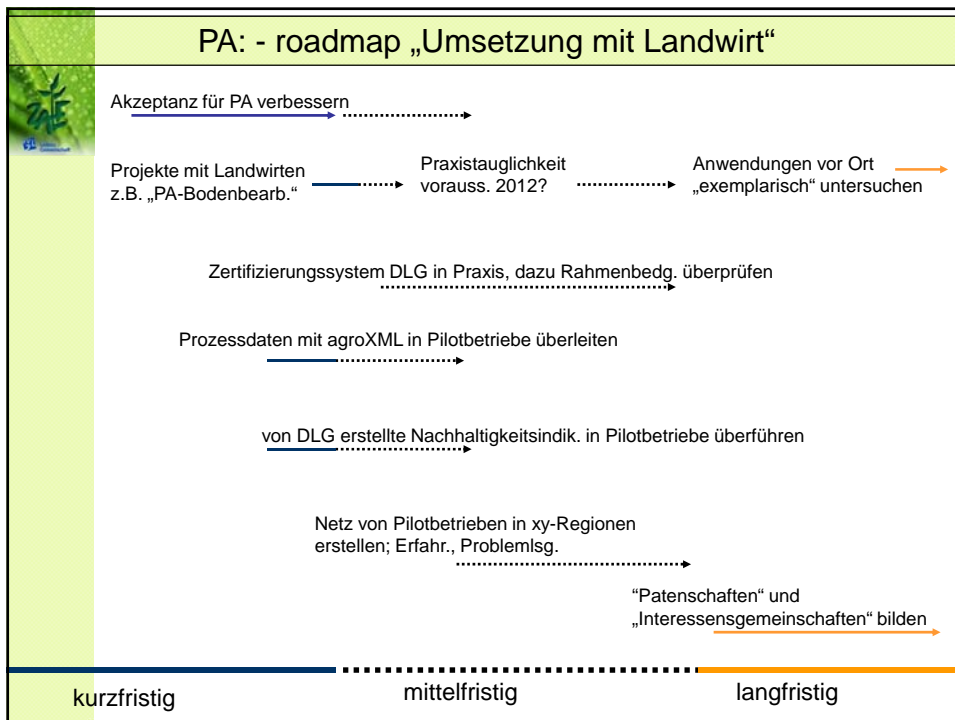 PA: - roadmap „Umsetzung mit Landwirt“
Akzeptanz für PA verbessern
Projekte mit Landwirten
z.B. „PA-Bodenbearb.“
Praxistauglichkeit
vorauss. 2012?
Anwendungen vor Ort
„exemplarisch“ untersuchen
Zertifizierungssystem DLG in Praxis, dazu Rahmenbedg. überprüfen
Prozessdaten mit agroXML in Pilotbetriebe überleiten
von DLG erstellte Nachhaltigkeitsindik. in Pilotbetriebe überführen
Netz von Pilotbetrieben in xy-Regionen
erstellen; Erfahr., Problemlsg.
“Patenschaften“ und
„Interessensgemeinschaften“ bilden
kurzfristig
mittelfristig
langfristig